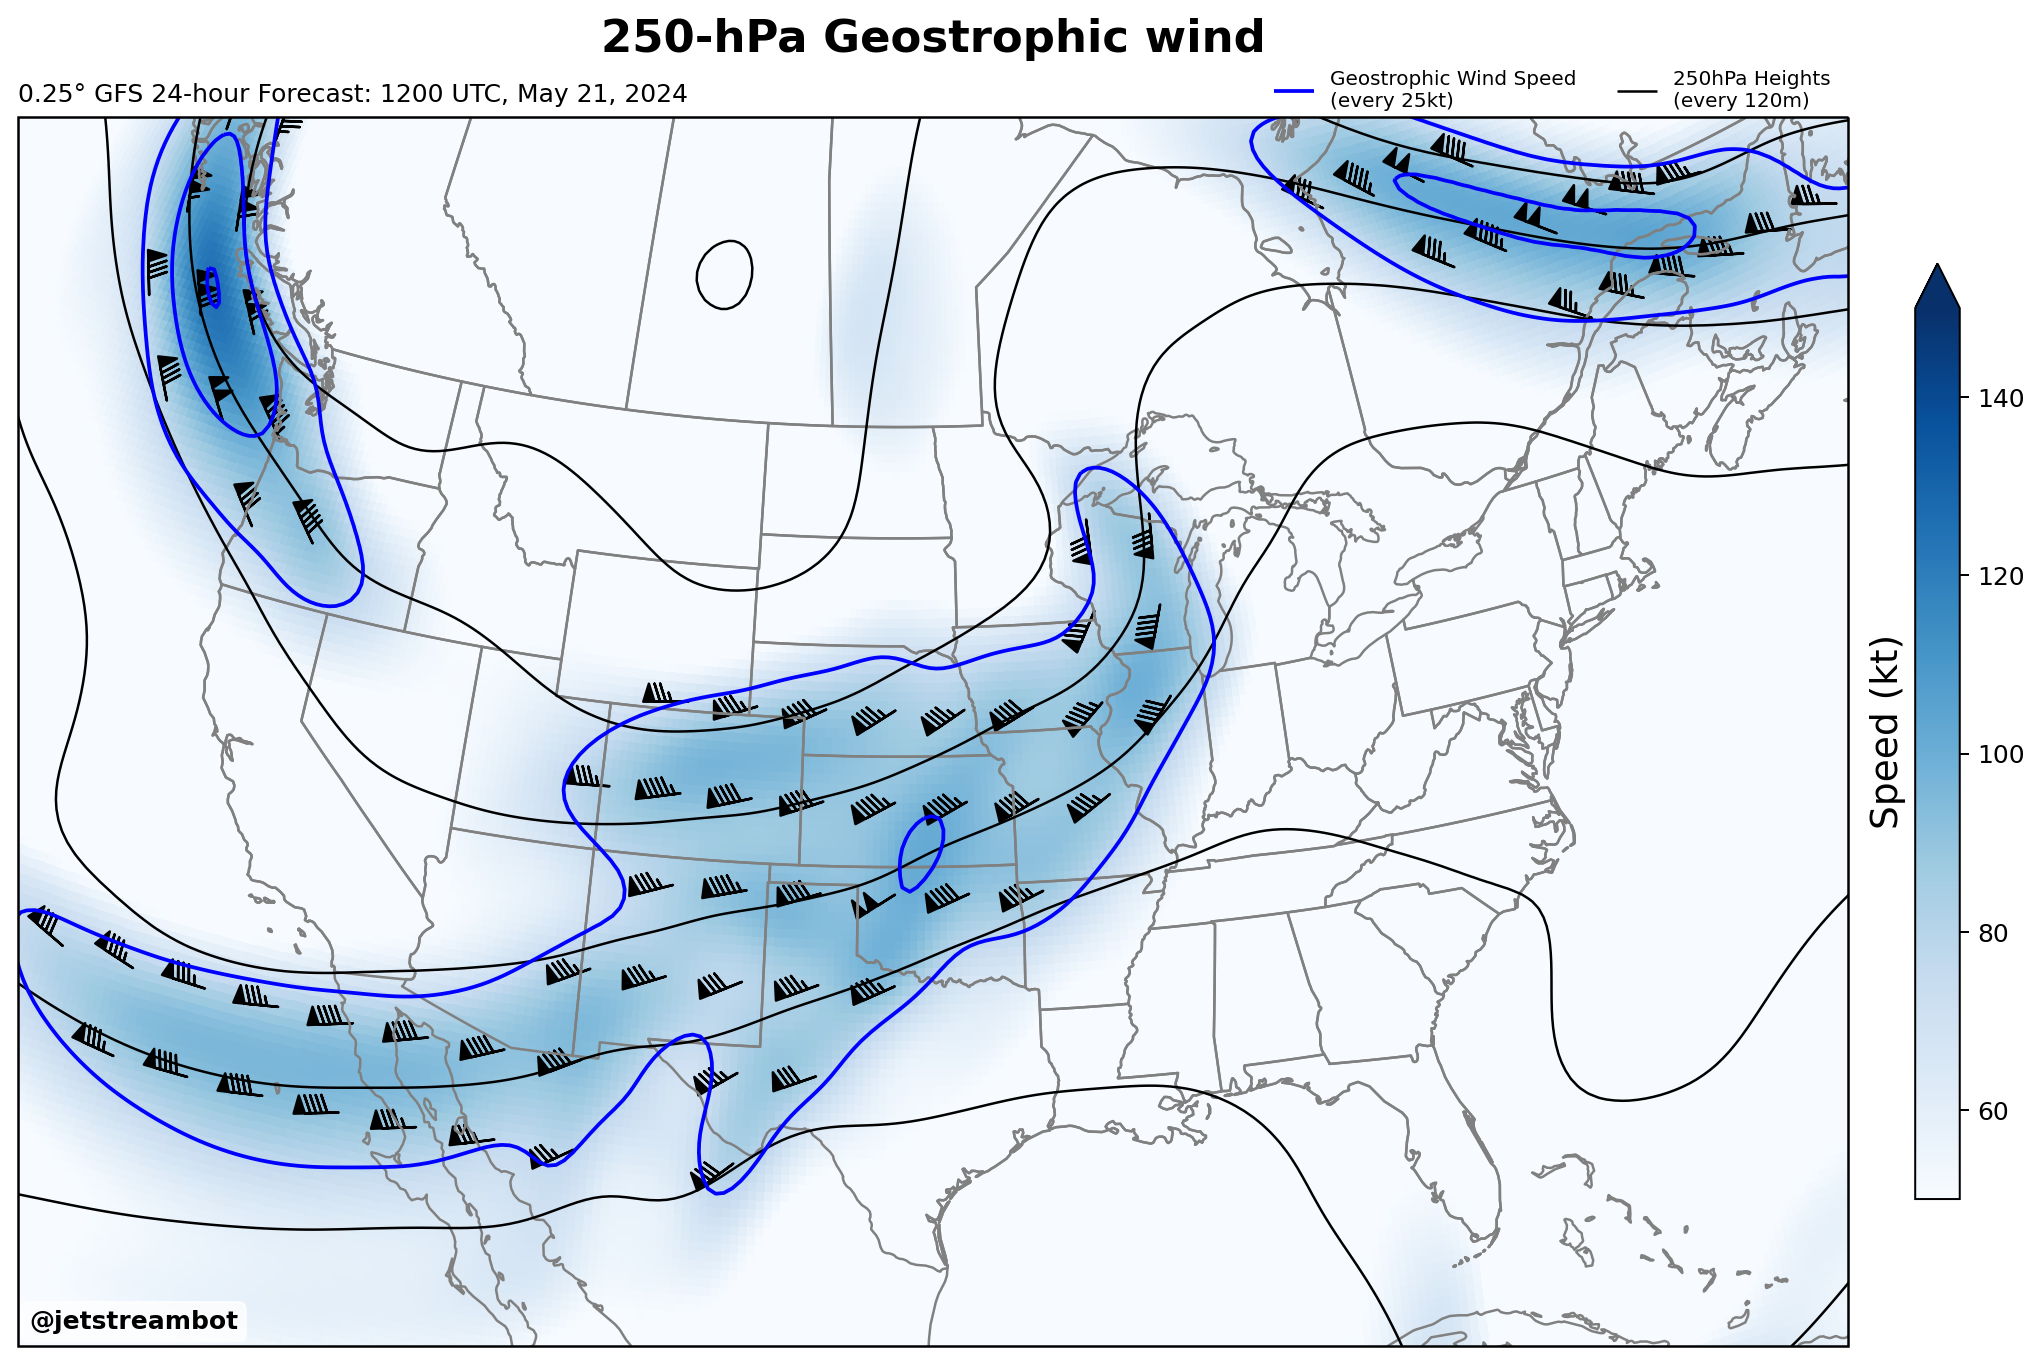 250-hPa Geostrophic wind
0.25° GFS 24-hour Forecast: 1200 UTC, May 21, 2024
Geostrophic Wind Speed
(every 25kt)
250hPa Heights
(every 120m)
140
120
100
80
60
Speed (kt)
@jetstreambot